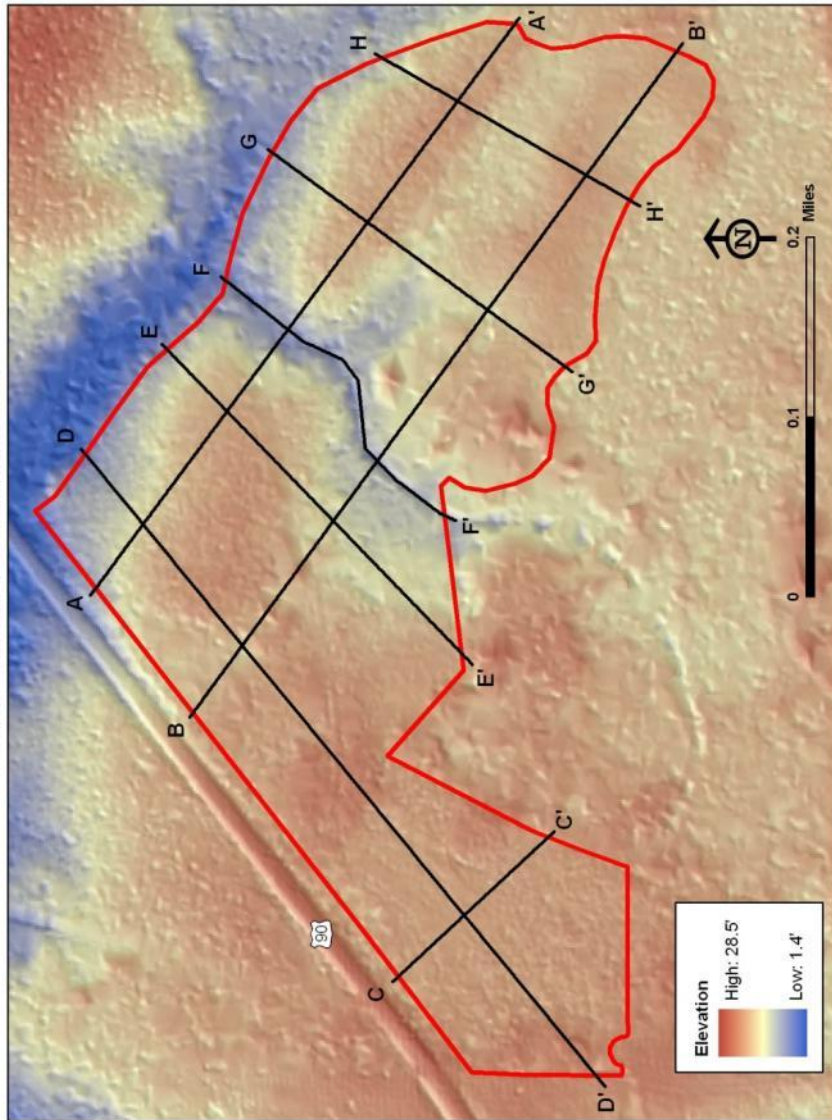 A
A'
B
B'
C
C'
D
D'
E
E'
F
F'
G
G'
H
H'
90
N
0
0.1
0.2
Miles
Elevation
High: 28.5'
Low: 1.4'